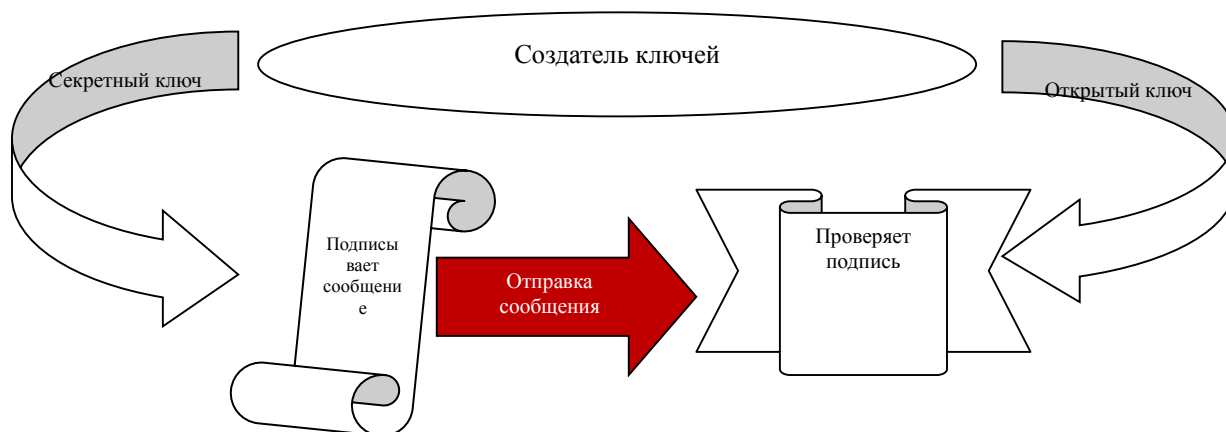 Создатель ключей
Секретный ключ
Открытый ключ
Подписы
вает
сообщени
е
Отправка
сообщения
Проверяет
подпись